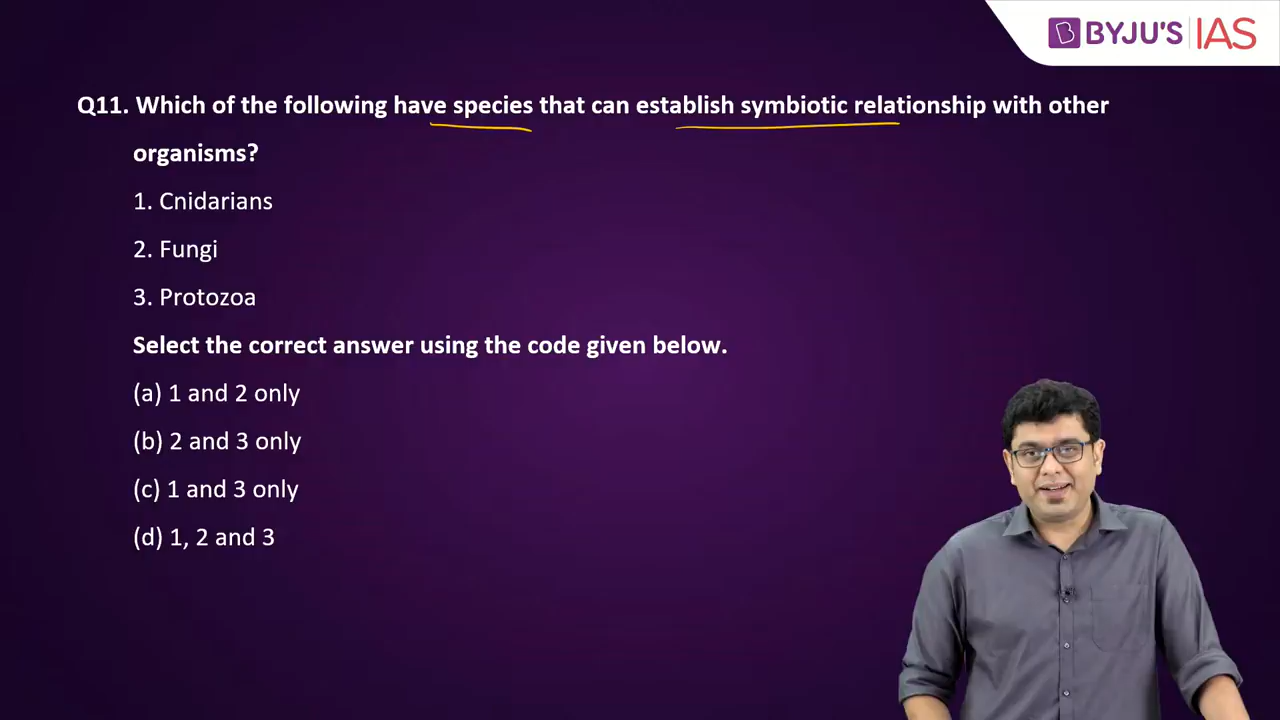 BYJU'S IAS
Q11. Which of the following have species that can establish symbiotic relationship with other
organisms?
1. Cnidarians
2. Fungi
3. Protozoa
Select the correct answer using the code given below.
(a) 1 and 2 only
(b) 2 and 3 only
(c) 1 and 3 only
(d) 1, 2 and 3